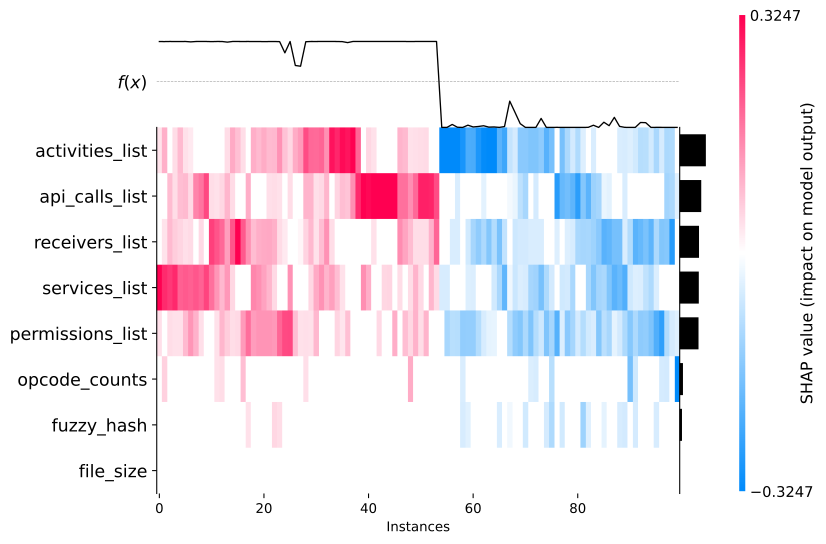 0.3247
f(x)
activities_list
api_calls_list
receivers_list
services_list
permissions_list
opcode_counts
fuzzy_hash
file_size
0 20 40 60 80
Instances
−0.3247
SHAP value (impact on model output)